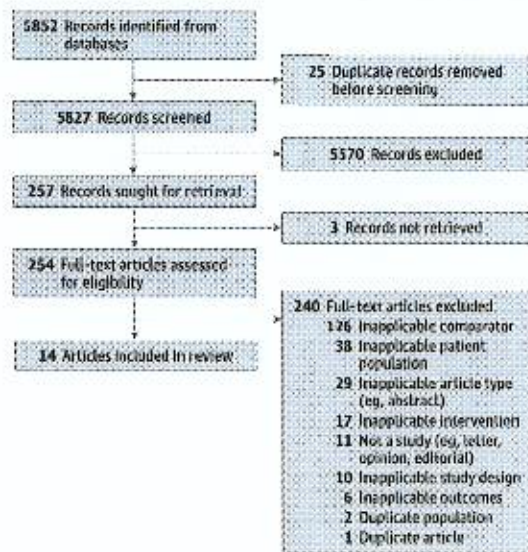 5852 Records identified from
databases
25 Duplicate records removed
before screening
5827 Records screened
5570 Records excluded
257 Records sought for retrieval
3 Records not retrieved
254 Full-text articles assessed
for eligibility
14 Articles included in review
240 Full-text articles excluded
126 Inapplicable comparator
38 Inapplicable patient
population
29 Inapplicable article type
(eg, abstract)
17 Inapplicable intervention
11 Not a study (eg, letter,
opinion, editorial)
10 Inapplicable study design
6 Inapplicable outcomes
2 Duplicate population
1 Duplicate article